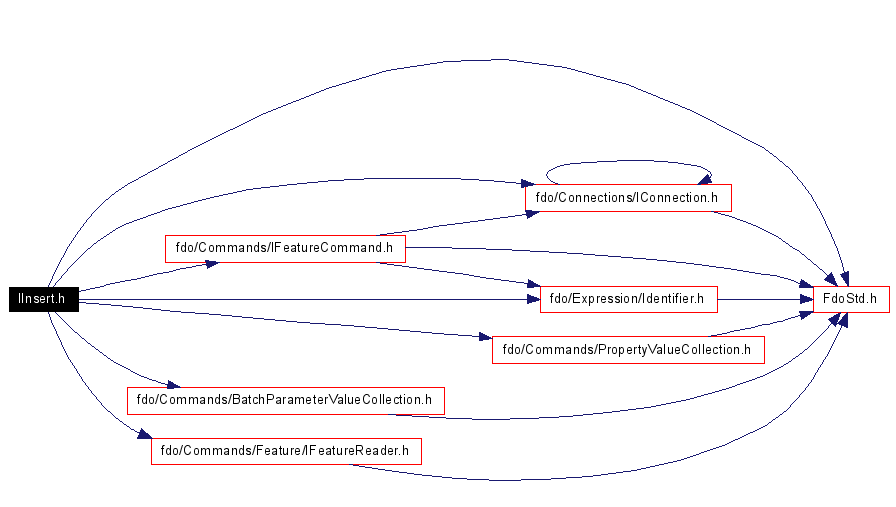 fdo/Connections/IConnection.h
fdo/Commands/IFeatureCommand.h
IInsert.h
fdo/Expression/Identifier.h
FdoStd.h
fdo/Commands/PropertyValueCollection.h
fdo/Commands/BatchParameterValueCollection.h
fdo/Commands/Feature/IFeatureReader.h